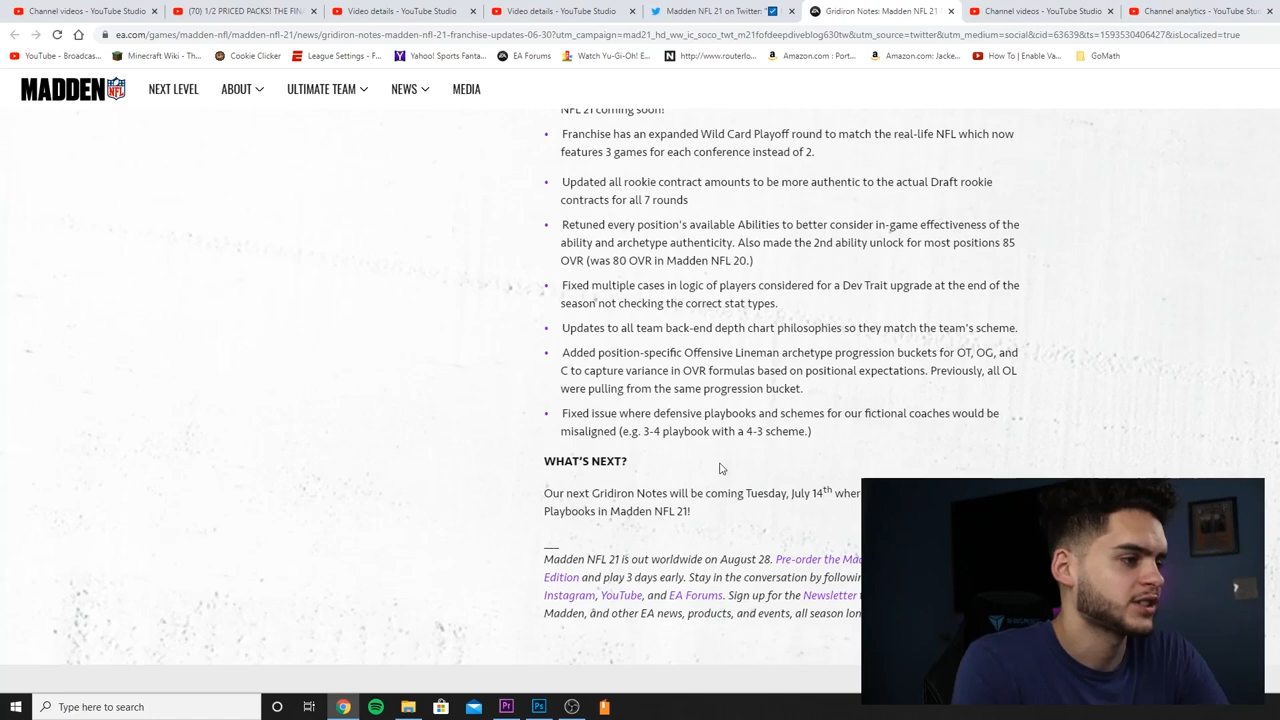 Channel videos - YouTube Studio
(70) 1/2 PRICED PACKS! THE FIN
Video details - YouTube Studio
Video details - YouTube Studio
Madden NFL 21 on Twitter: "
Gridiron Notes: Madden NFL 21
Channel videos - YouTube Studio
Channel analytics - YouTube Stud
ea.com/games/madden-nfl/madden-nfl-21/news/gridiron-notes-madden-nfl-21-franchise-updates-06-30?utm_campaign=mad21_hd_ww_jc_soco_twt_m21fofdeepdiveblog630tw&utm_source=twitter&utm_medium=social&cid=63639&ts=1593530406427&isLocalized=true
YouTube - Broadcas...
Minecraft Wiki - Th...
Cookie Clicker
League Settings - F...
Yahoo! Sports Fanta...
EA Forums
Watch Yu-Gi-Oh! E...
http://www.routerlo...
Amazon.com : Port...
Amazon.com: Jacke...
How To | Enable Va...
GoMath
MADDEN NFL
NEXT LEVEL
ABOUT
ULTIMATE TEAM
NEWS
MEDIA
NFL 21 coming soon!
• Franchise has an expanded Wild Card Playoff round to match the real-life NFL which now
features 3 games for each conference instead of 2.
• Updated all rookie contract amounts to be more authentic to the actual Draft rookie
contracts for all 7 rounds
• Retuned every position's available Abilities to better consider in-game effectiveness of the
ability and archetype authenticity. Also made the 2nd ability unlock for most positions 85
OVR (was 80 OVR in Madden NFL 20.)
• Fixed multiple cases in logic of players considered for a Dev Trait upgrade at the end of the
season not checking the correct stat types.
• Updates to all team back-end depth chart philosophies so they match the team's scheme.
• Added position-specific Offensive Lineman archetype progression buckets for OT, OG, and
C to capture variance in OVR formulas based on positional expectations. Previously, all OL
were pulling from the same progression bucket.
• Fixed issue where defensive playbooks and schemes for our fictional coaches would be
misaligned (e.g. 3-4 playbook with a 4-3 scheme.)
WHAT'S NEXT?
Our next Gridiron Notes will be coming Tuesday, July 14th wher
Playbooks in Madden NFL 21!
Madden NFL 21 is out worldwide on August 28. Pre-order the Mad
Edition and play 3 days early. Stay in the conversation by followin
Instagram, YouTube, and EA Forums. Sign up for the Newsletter
Madden, and other EA news, products, and events, all season lon
Type here to search